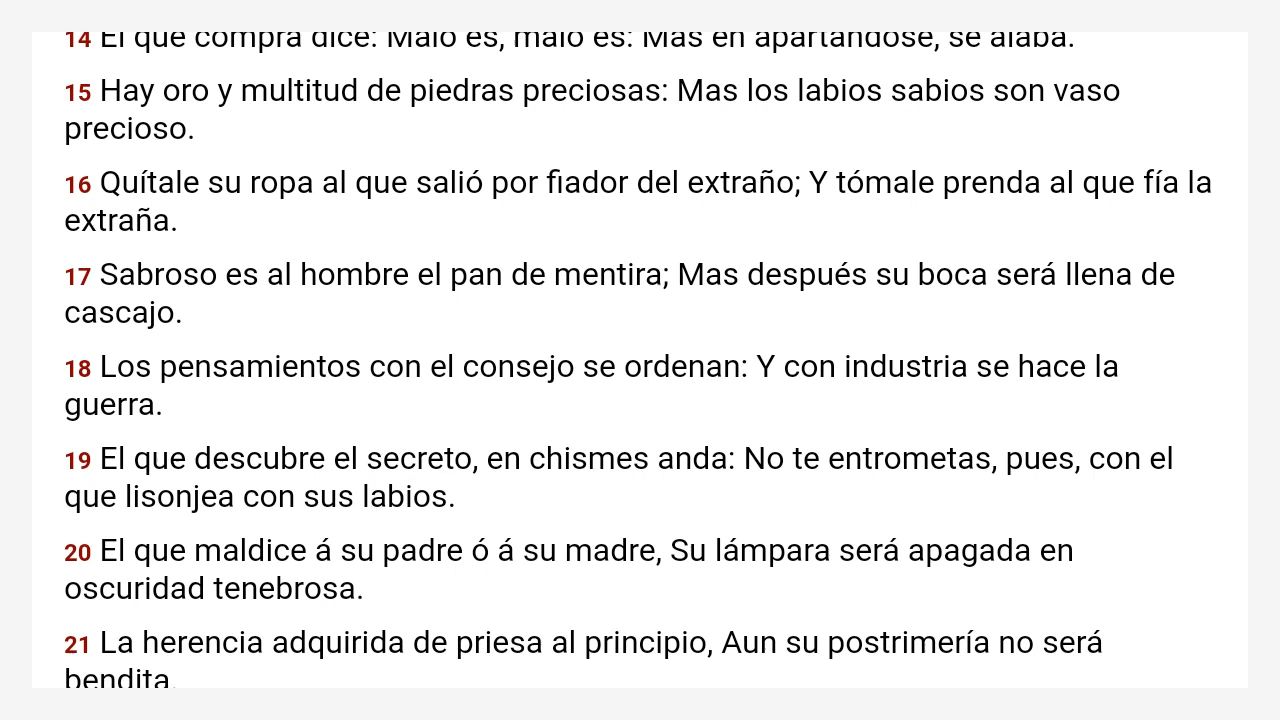 14 El que compra dice: Malo es, malo es: Mas en apartándose, se alaba.
15 Hay oro y multitud de piedras preciosas: Mas los labios sabios son vaso
precioso.
16 Quítale su ropa al que salió por fiador del extraño; Y tómale prenda al que fía la
extraña.
17 Sabroso es al hombre el pan de mentira; Mas después su boca será llena de
cascajo.
18 Los pensamientos con el consejo se ordenan: Y con industria se hace la
guerra.
19 El que descubre el secreto, en chismes anda: No te entrometas, pues, con el
que lisonjea con sus labios.
20 El que maldice á su padre ó á su madre, Su lámpara será apagada en
oscuridad tenebrosa.
21 La herencia adquirida de priesa al principio, Aun su postrimería no será
bendita.